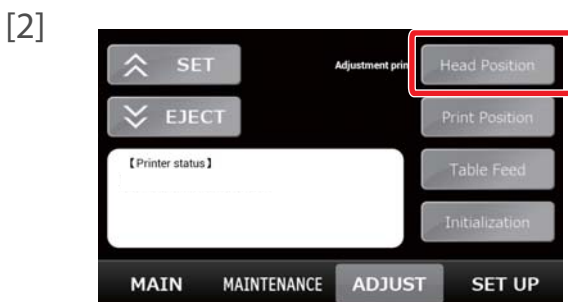 [2]
SET
Adjustment prin
Head Position
EJECT
Print Position
【Printer status】
Table Feed
Initialization
MAIN MAINTENANCE ADJUST SET UP